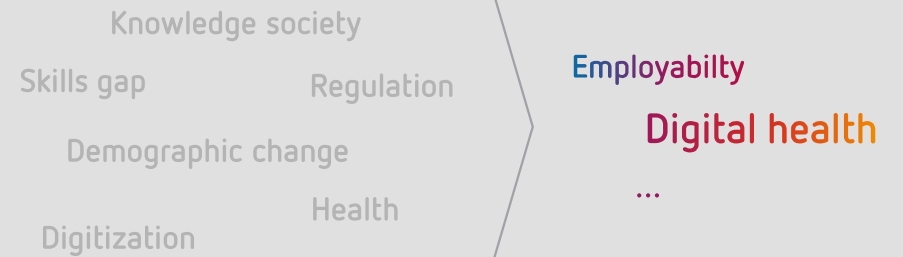 Knowledge society
Skills gap
Regulation
Demographic change
Health
Digitization
Employabilty
Digital health
...